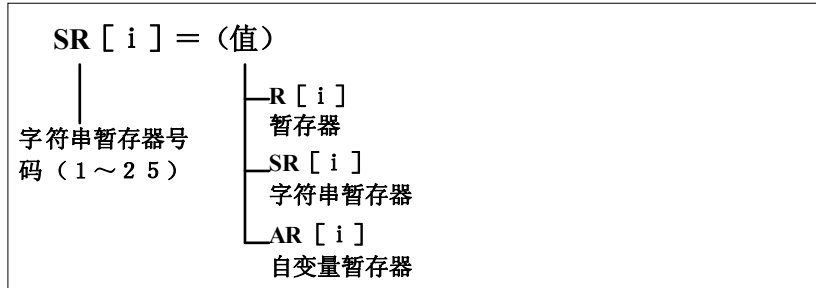 SR［ｉ］＝（值）
字符串暂存器号
码（１～２５）
R［ｉ］
暂存器
SR［ｉ］
字符串暂存器
AR［ｉ］
自变量暂存器